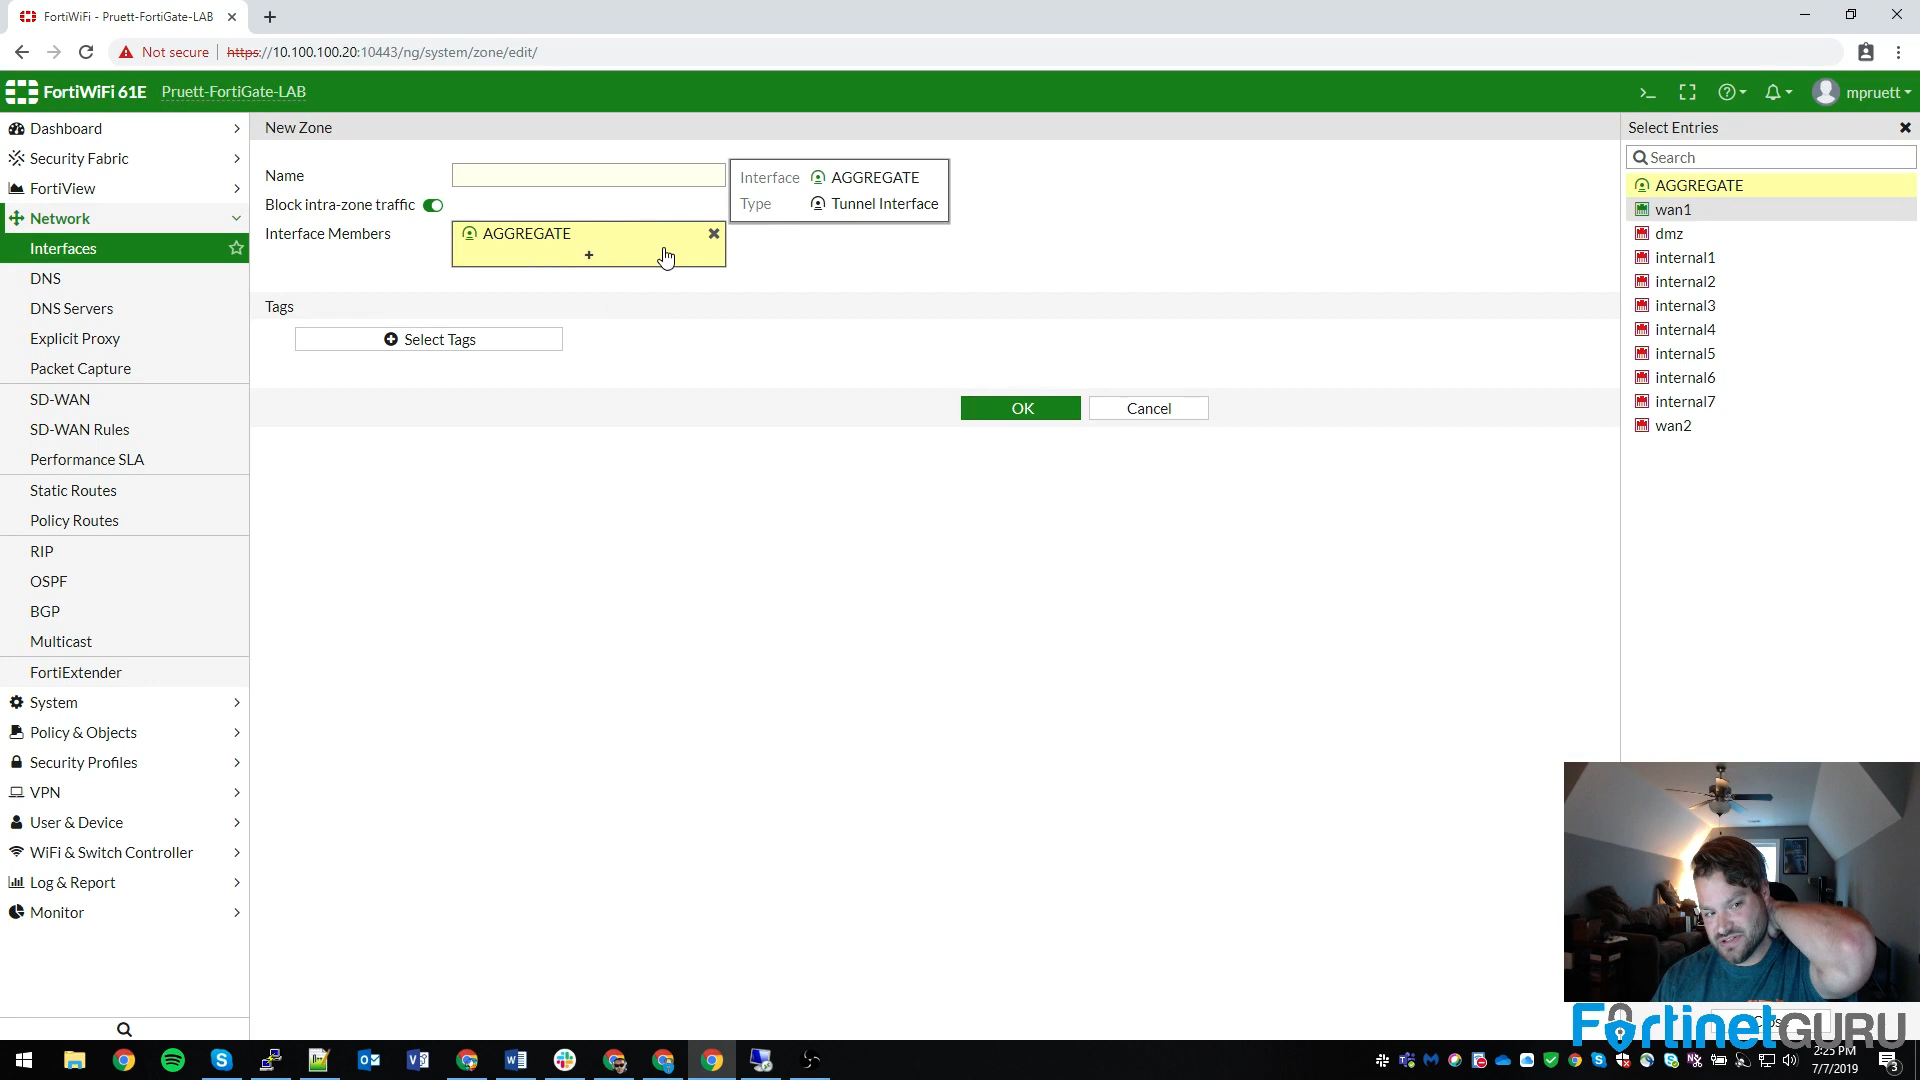 FortiWiFi - Pruett-FortiGate-LAB
Not secure
https://10.100.100.20:10443/ng/system/zone/edit/
FortiWiFi 61E
Pruett-FortiGate-LAB
mpruett
Dashboard
Security Fabric
FortiView
Network
Interfaces
DNS
DNS Servers
Explicit Proxy
Packet Capture
SD-WAN
SD-WAN Rules
Performance SLA
Static Routes
Policy Routes
RIP
OSPF
BGP
Multicast
FortiExtender
System
Policy & Objects
Security Profiles
VPN
User & Device
WiFi & Switch Controller
Log & Report
Monitor
New Zone
Name
Block intra-zone traffic
Interface Members
AGGREGATE
+
Interface AGGREGATE
Type Tunnel Interface
Tags
Select Tags
OK
Cancel
Select Entries
Search
AGGREGATE
wan1
dmz
internal1
internal2
internal3
internal4
internal5
internal6
internal7
wan2
Close
FortinetGURU
2:25 PM
7/7/2019
3